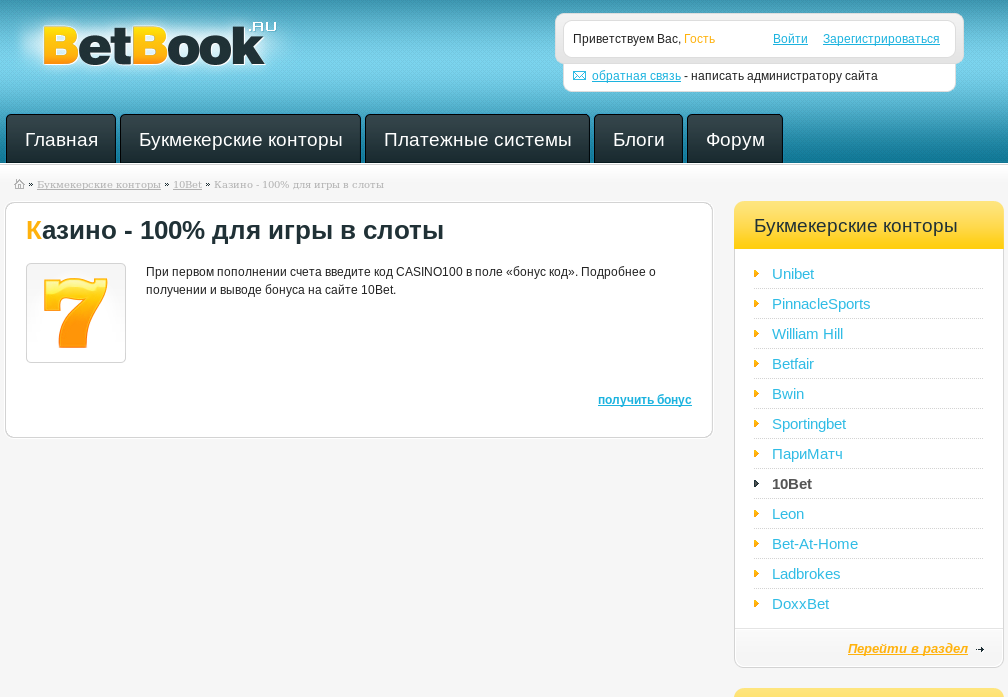 BetBook.RU
Приветствуем Вас, Гость
Войти
Зарегистрироваться
обратная связь - написать администратору сайта
Главная
Букмекерские конторы
Платежные системы
Блоги
Форум
Букмекерские конторы
10Bet
Казино - 100% для игры в слоты
Казино - 100% для игры в слоты
7
При первом пополнении счета введите код CASINO100 в поле «бонус код». Подробнее о
получении и выводе бонуса на сайте 10Bet.
получить бонус
Букмекерские конторы
Unibet
PinnacleSports
William Hill
Betfair
Bwin
Sportingbet
ПариМатч
10Bet
Leon
Bet-At-Home
Ladbrokes
DoxxBet
Перейти в раздел